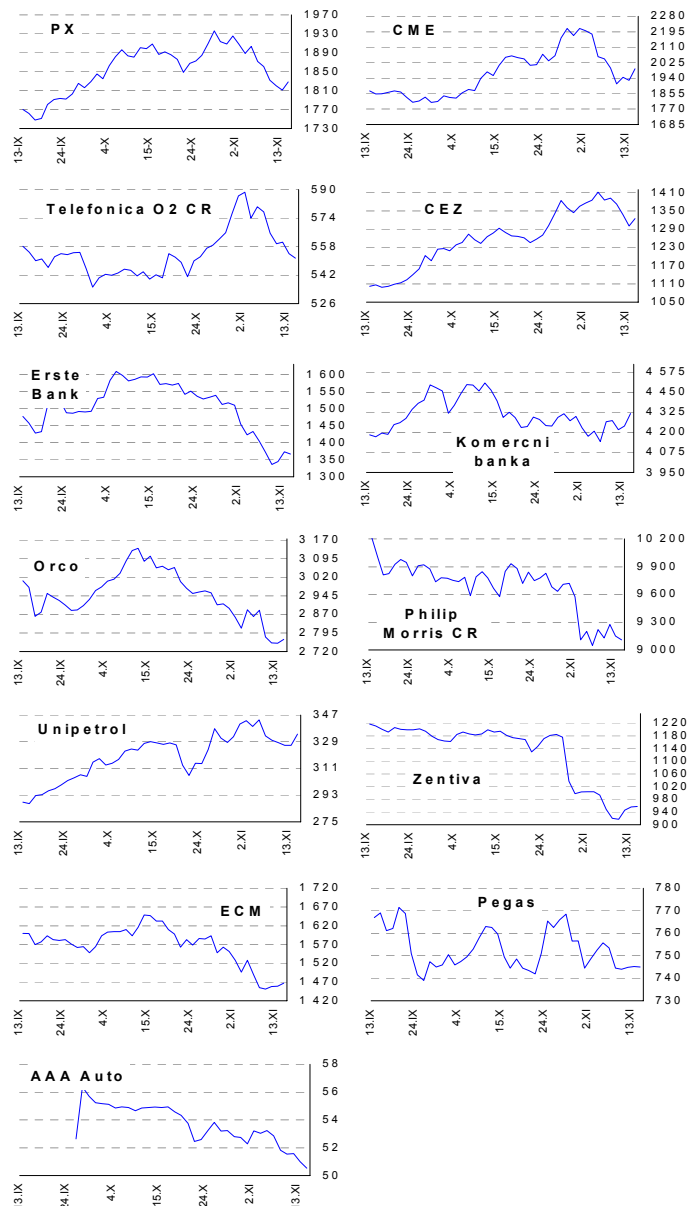 PX
1970
1930
1890
1850
1810
1770
1730
13-IX
24-IX
4-X
15-X
26-X
2-XI
13-XI
CME
2280
2195
2110
2025
1940
1855
1770
1685
13.IX
24.IX
4.X
15.X
24.X
2.XI
13.XI
Telefonica O2 CR
590
574
558
542
526
13.IX
24.IX
4.X
15.X
24.X
2.XI
13.XI
CEZ
1410
1350
1290
1230
1170
1110
1050
13.IX
24.IX
4.X
15.X
24.X
2.XI
13.XI
Erste
Bank
1 600
1 550
1 500
1 450
1 400
1 350
1 300
13.IX
24.IX
4.X
15.X
24.X
2.XI
13.XI
Komercni
banka
4 575
4 450
4 325
4 200
4 075
3 950
13.IX
24.IX
4.X
15.X
24.X
2.XI
13.XI
Orco
3 170
3 095
3 020
2 945
2 870
2 795
2 720
13.IX
24.IX
4.X
15.X
24.X
2.XI
13.XI
Philip
Morris CR
10 200
9 900
9 600
9 300
9 000
13.IX
24.IX
4.X
15.X
24.X
2.XI
13.XI
Unipetrol
347
329
311
293
275
13.IX
24.IX
4.X
15.X
24.X
2.XI
13.XI
Zentiva
1220
1180
1140
1100
1060
1020
980
940
900
13.IX
24.IX
4.X
15.X
24.X
2.XI
13.XI
ECM
1 720
1 670
1 620
1 570
1 520
1 470
1 420
13.IX
24.IX
4.X
15.X
24.X
2.XI
13.XI
Pegas
780
770
760
750
740
730
13.IX
24.IX
4.X
15.X
24.X
2.XI
13.XI
AAA Auto
58
56
54
52
50
13.IX
24.IX
4.X
15.X
24.X
2.XI
13.XI